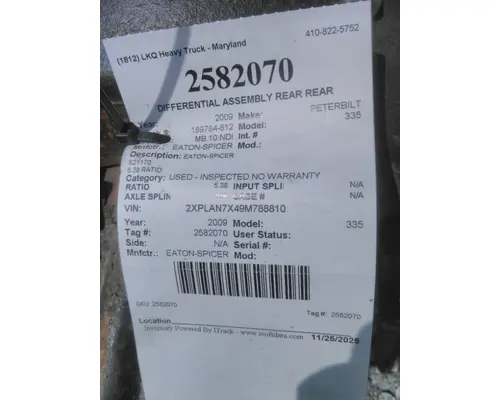 (1812) LKQ Heavy Truck - Maryland 410-822-5752
2582070
DIFFERENTIAL ASSEMBLY REAR REAR
Year: 2009 Make: PETERBILT
189784-812 Model: 335
MB 10 NDI Int. #
Mnfctr.: EATON-SPICER Mod.:
Description: EATON-SPICER
S21170
5.38 RATIO
Category: USED - INSPECTED NO WARRANTY
RATIO 5.38 INPUT SPLI N/A
AXLE SPLIN # N/A
VIN: 2XPLAN7X49M788810
Year: 2009 Model: 335
Tag #: 2582070 User Status:
Side: N/A Serial #:
Mnfctr.: EATON-SPICER Mod:
SKU: 2582070 Tag #: 2582070
Location
Inventory Powered By ITrack - www.isoftdata.com 11/25/2025